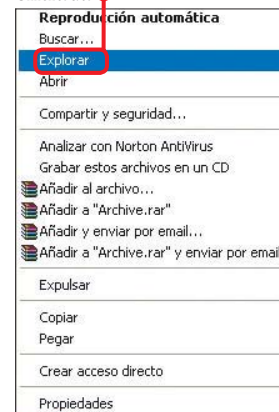 Reproducción automática
Buscar...
Explorar
Abrir
Compartir y seguridad...
Analizar con Norton AntiVirus
Grabar estos archivos en un CD
Añadir al archivo...
Añadir a "Archive.rar"
Añadir y enviar por email...
Añadir a "Archive.rar" y enviar por email
Expulsar
Copiar
Pegar
Crear acceso directo
Propiedades